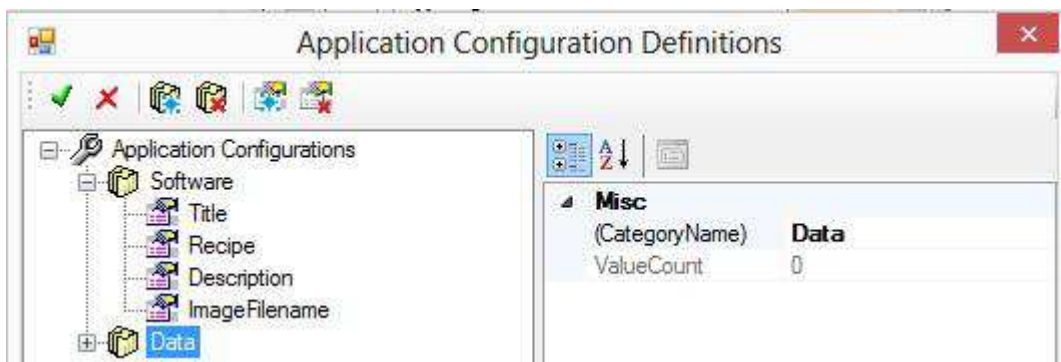 Application Configuration Definitions
Application Configurations
Software
Title
Recipe
Description
ImageFilename
Data
A
Z
Misc
(CategoryName) Data
ValueCount 0